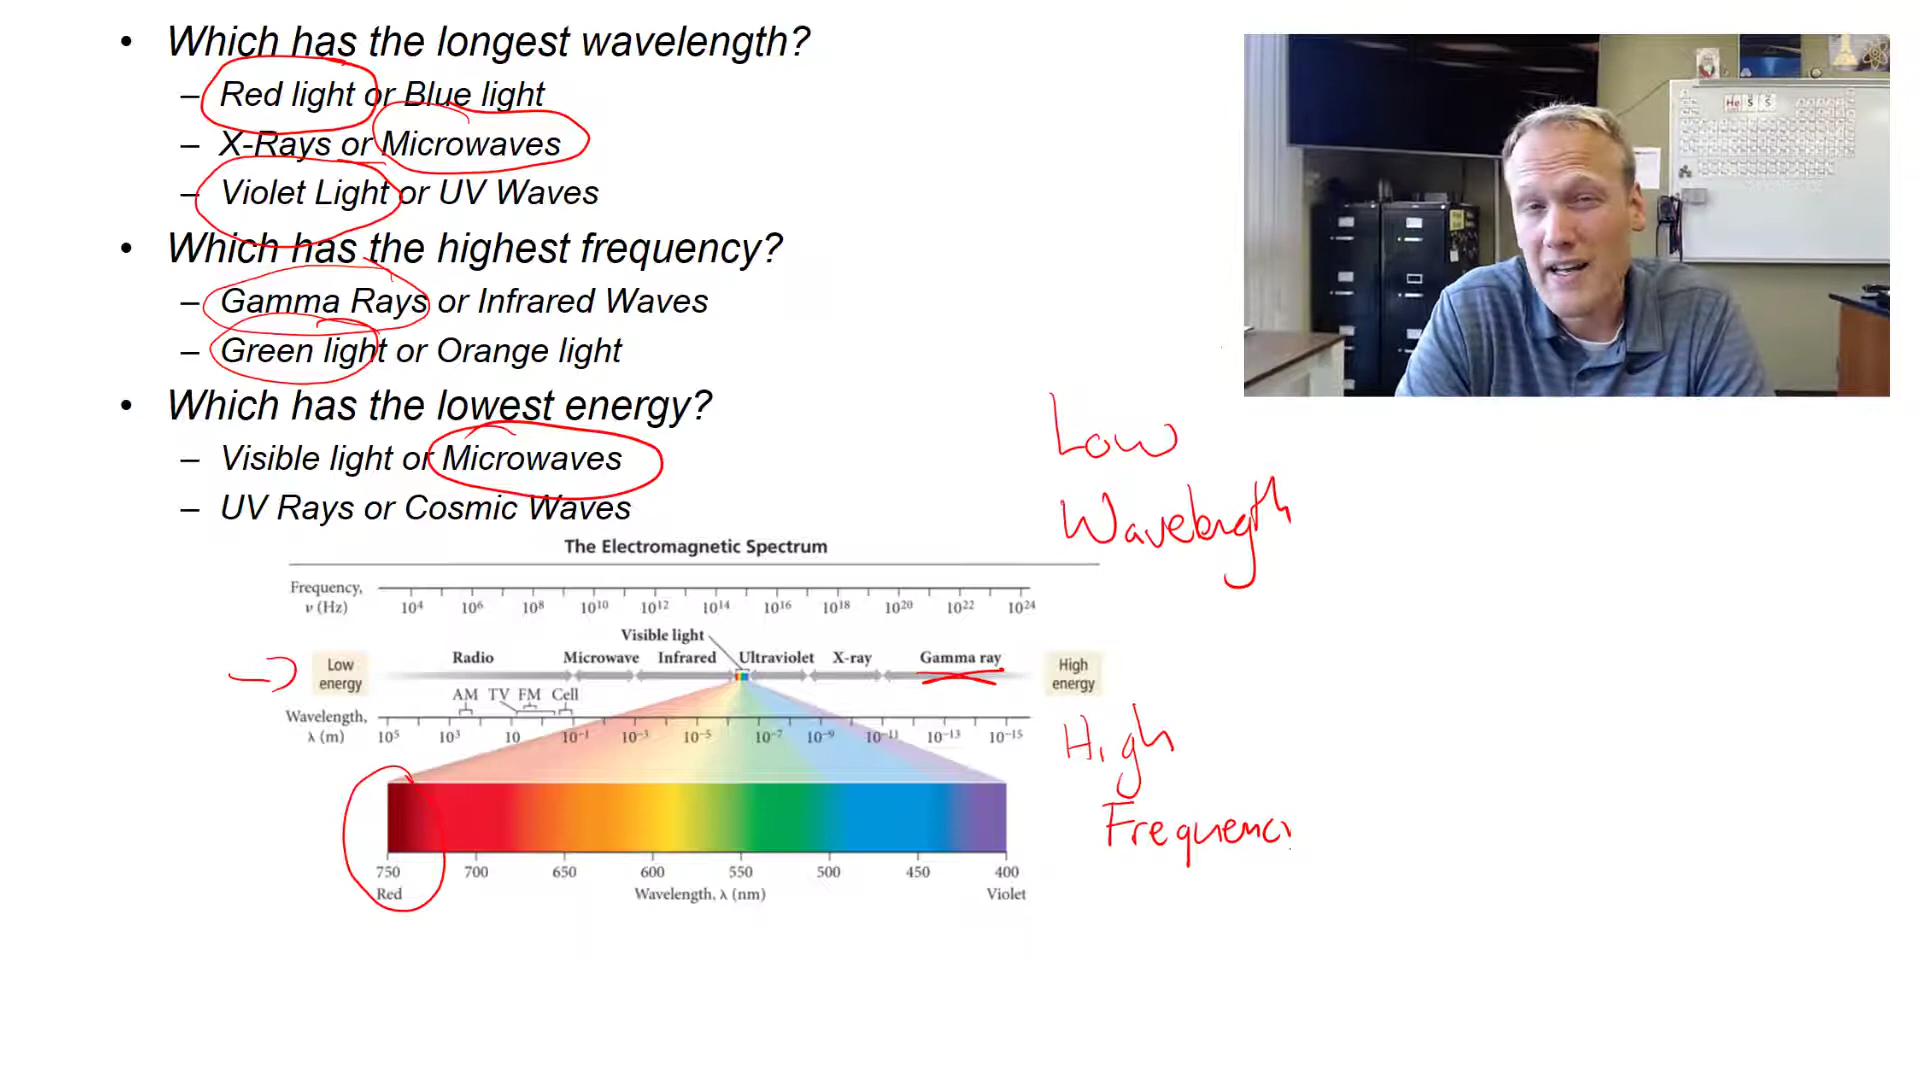 • Which has the longest wavelength?
– Red light or Blue light
– X-Rays or Microwaves
– Violet Light or UV Waves
• Which has the highest frequency?
– Gamma Rays or Infrared Waves
– Green light or Orange light
• Which has the lowest energy?
– Visible light or Microwaves
– UV Rays or Cosmic Waves
He S S
Low
Wavelength
The Electromagnetic Spectrum
Frequency,
ν (Hz)
10⁴ 10⁶ 10⁸ 10¹⁰ 10¹² 10¹⁴ 10¹⁶ 10¹⁸ 10²⁰ 10²² 10²⁴
Visible light
Low
energy
Radio Microwave Infrared Ultraviolet X-ray Gamma ray
High
energy
AM TV FM Cell
Wavelength,
λ (m)
10⁵ 10³ 10 10⁻¹ 10⁻³ 10⁻⁵ 10⁻⁷ 10⁻⁹ 10⁻¹¹ 10⁻¹³ 10⁻¹⁵
High
Frequenc
750 700 650 600 550 500 450 400
Red Wavelength, λ (nm) Violet